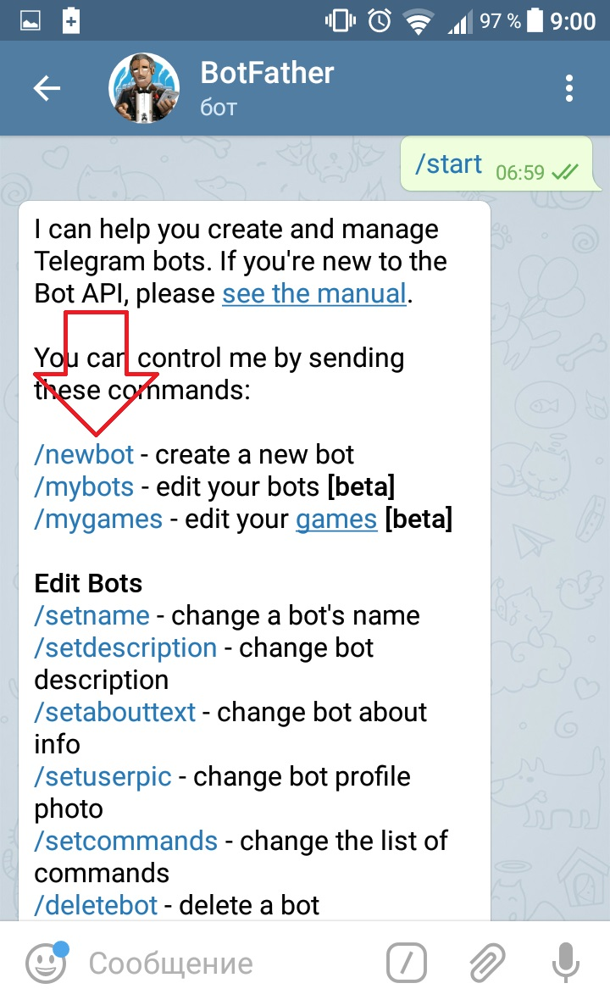 97 % 9:00
BotFather
бот
/start 06:59
I can help you create and manage
Telegram bots. If you're new to the
Bot API, please see the manual.
You can control me by sending
these commands:
/newbot - create a new bot
/mybots - edit your bots [beta]
/mygames - edit your games [beta]
Edit Bots
/setname - change a bot's name
/setdescription - change bot
description
/setabouttext - change bot about
info
/setuserpic - change bot profile
photo
/setcommands - change the list of
commands
/deletebot - delete a bot
Сообщение